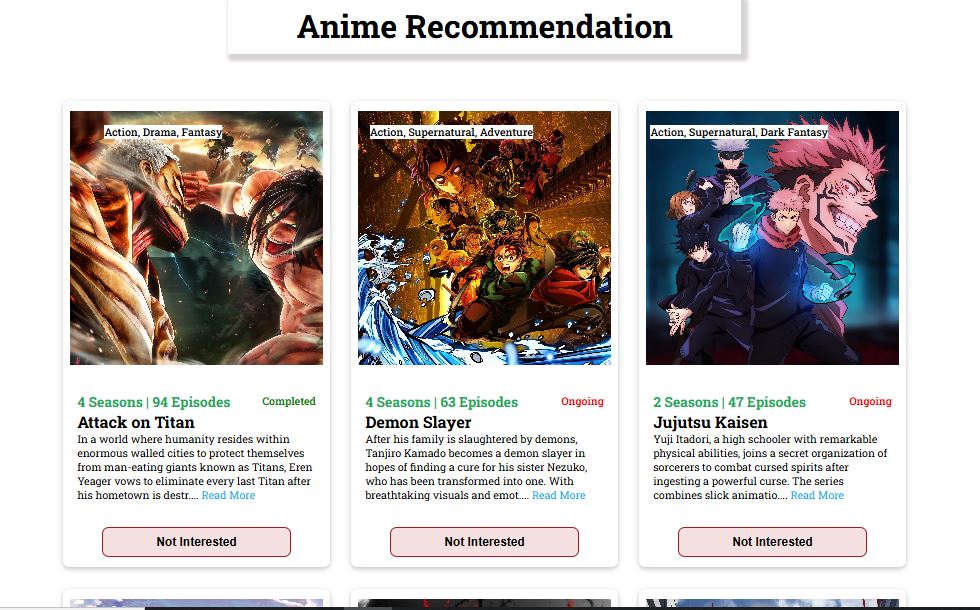 Anime Recommendation
Action, Drama, Fantasy
4 Seasons | 94 Episodes
Completed
Attack on Titan
In a world where humanity resides within
enormous walled cities to protect themselves
from man-eating giants known as Titans, Eren
Yeager vows to eliminate every last Titan after
his hometown is destr.... Read More
Not Interested
Action, Supernatural, Adventure
4 Seasons | 63 Episodes
Ongoing
Demon Slayer
After his family is slaughtered by demons,
Tanjiro Kamado becomes a demon slayer in
hopes of finding a cure for his sister Nezuko,
who has been transformed into one. With
breathtaking visuals and emot.... Read More
Not Interested
Action, Supernatural, Dark Fantasy
2 Seasons | 47 Episodes
Ongoing
Jujutsu Kaisen
Yuji Itadori, a high schooler with remarkable
physical abilities, joins a secret organization of
sorcerers to combat cursed spirits after
ingesting a powerful curse. The series
combines slick animatio.... Read More
Not Interested